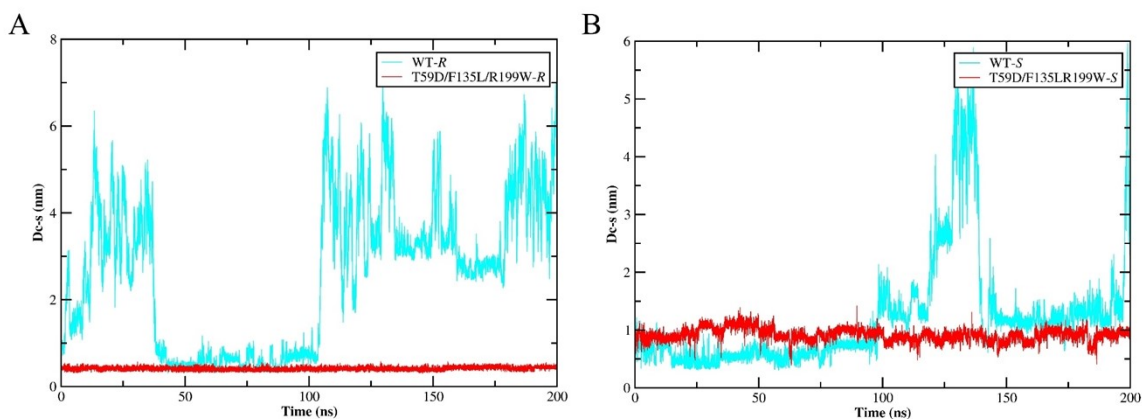 A
8
6
4
2
0
Dc-s (nm)
WT-R
T59D/F135L/R199W-R
0 50 100 150 200
Time (ns)
B
6
5
4
3
2
1
0
Dc-s (nm)
WT-S
T59D/F135LR199W-S
0 50 100 150 200
Time (ns)